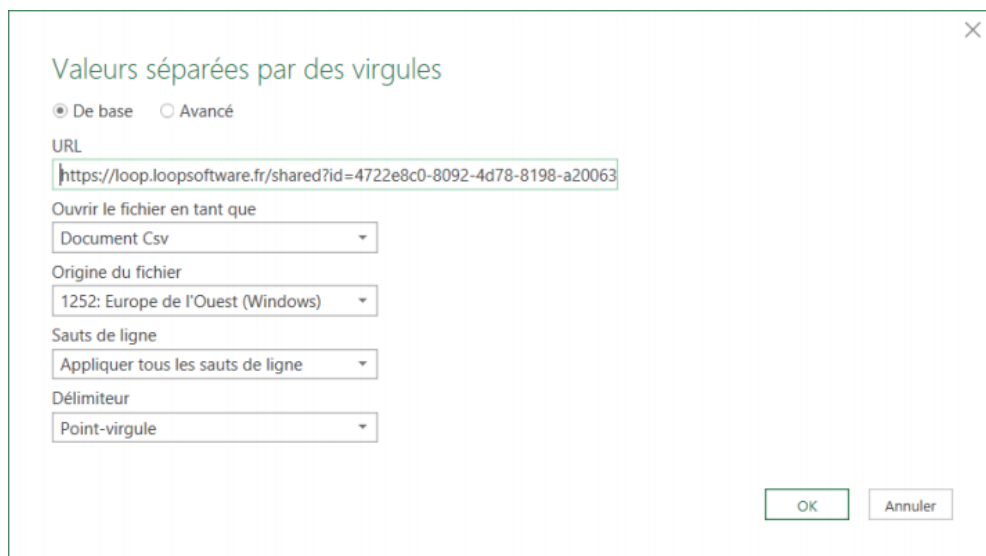 Valeurs séparées par des virgules
De base Avancé
URL
https://loop.loopsoftware.fr/shared?id=4722e8c0-8092-4d78-8198-a20063
Ouvrir le fichier en tant que
Document Csv
Origine du fichier
1252: Europe de l'Ouest (Windows)
Sauts de ligne
Appliquer tous les sauts de ligne
Délimiteur
Point-virgule
OK Annuler